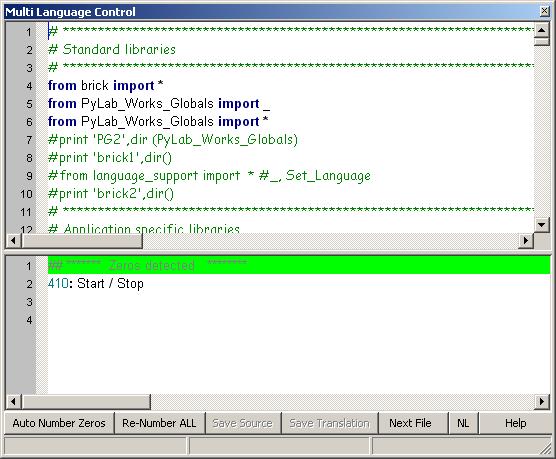 Multi Language Control
1 # ******************************************************************************
2 # Standard libraries
3 # ******************************************************************************
4 from brick import *
5 from PyLab_Works_Globals import _
6 from PyLab_Works_Globals import *
7 #print 'PG2',dir (PyLab_Works_Globals)
8 #print 'brick1',dir()
9 #from language_support import * #_, Set_Language
10 #print 'brick2',dir()
11 # ******************************************************************************
12 # Application specific libraries
1 ## ****** Zeros detected ******
2 410: Start / Stop
3
4
Auto Number Zeros Re-Number ALL Save Source Save Translation Next File NL Help